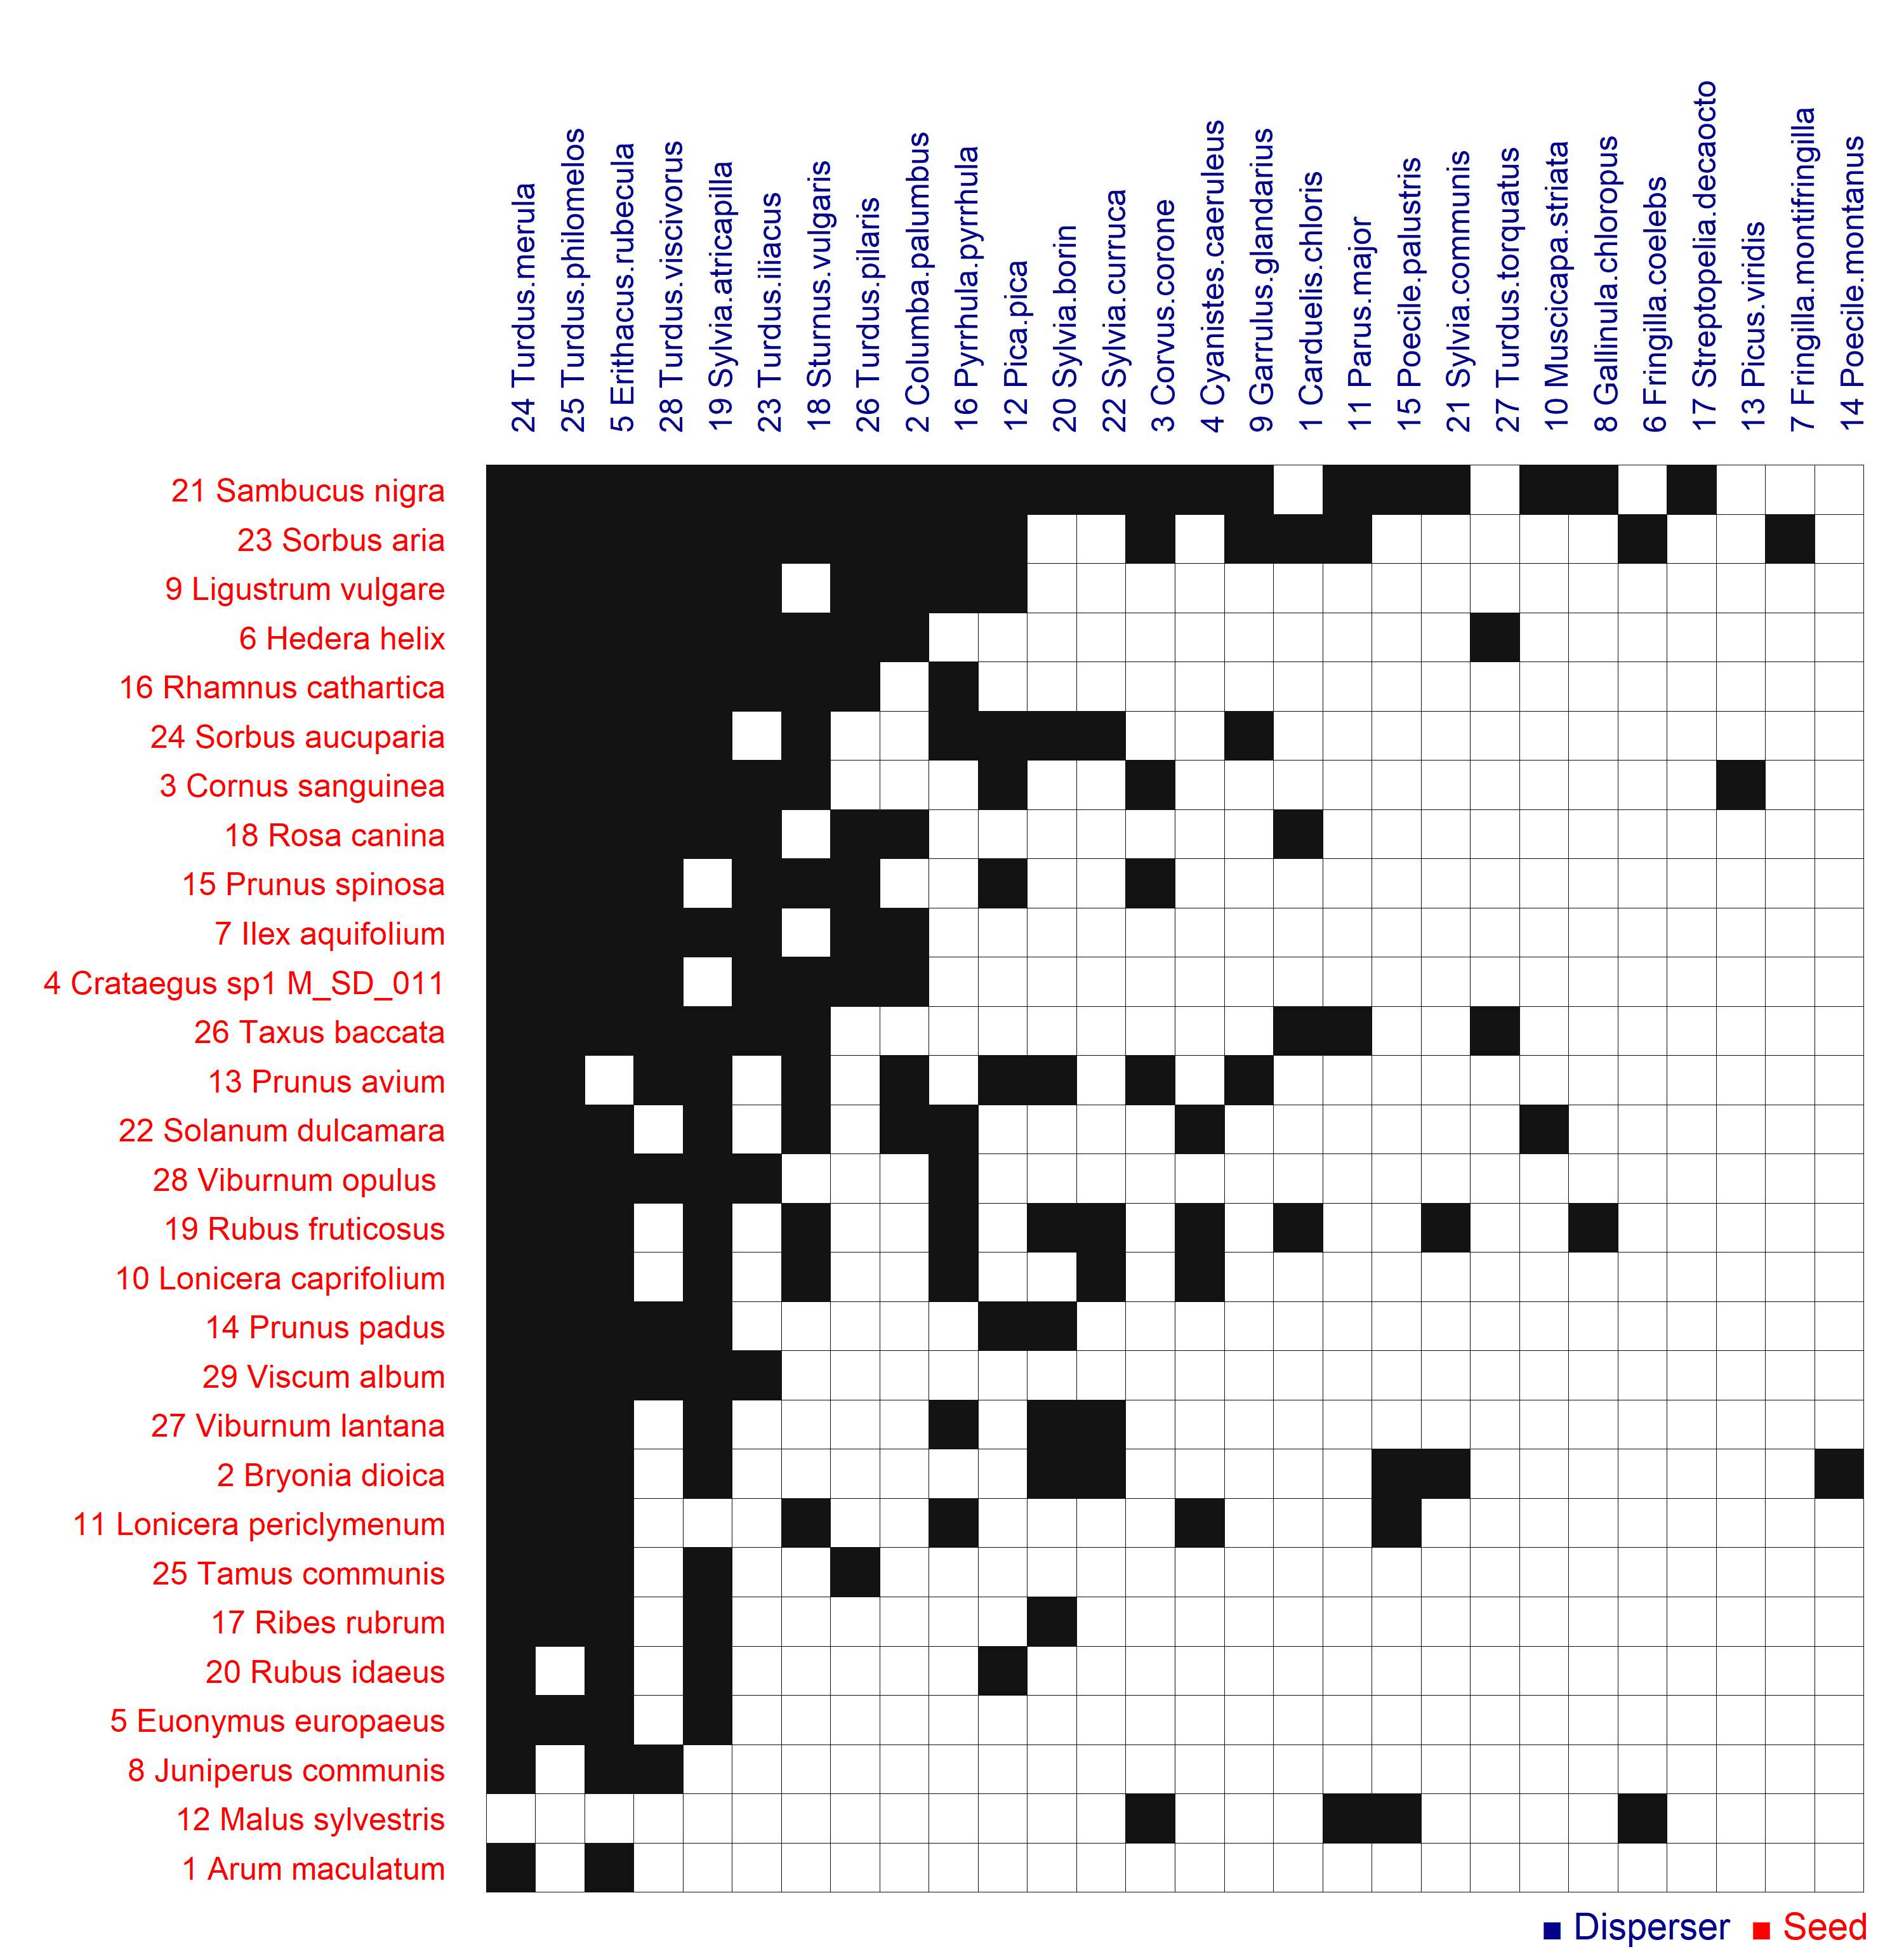 24 Turdus.merula
25 Turdus.philomelos
5 Erithacus.rubecula
28 Turdus.viscivorus
19 Sylvia.atricapilla
23 Turdus.iliacus
18 Sturnus.vulgaris
26 Turdus.pilaris
2 Columba.palumbus
16 Pyrrhula.pyrrhula
12 Pica.pica
20 Sylvia.borin
22 Sylvia.curruca
3 Corvus.corone
4 Cyanistes.caeruleus
9 Garrulus.glandarius
1 Carduelis.chloris
11 Parus.major
15 Poecile.palustris
21 Sylvia.communis
27 Turdus.torquatus
10 Muscicapa.striata
8 Gallinula.chloropus
6 Fringilla.coelebs
17 Streptopelia.decaocto
13 Picus.viridis
7 Fringilla.montifringilla
14 Poecile.montanus
21 Sambucus nigra
23 Sorbus aria
9 Ligustrum vulgare
6 Hedera helix
16 Rhamnus cathartica
24 Sorbus aucuparia
3 Cornus sanguinea
18 Rosa canina
15 Prunus spinosa
7 Ilex aquifolium
4 Crataegus sp1 M_SD_011
26 Taxus baccata
13 Prunus avium
22 Solanum dulcamara
28 Viburnum opulus
19 Rubus fruticosus
10 Lonicera caprifolium
14 Prunus padus
29 Viscum album
27 Viburnum lantana
2 Bryonia dioica
11 Lonicera periclymenum
25 Tamus communis
17 Ribes rubrum
20 Rubus idaeus
5 Euonymus europaeus
8 Juniperus communis
12 Malus sylvestris
1 Arum maculatum
Disperser Seed